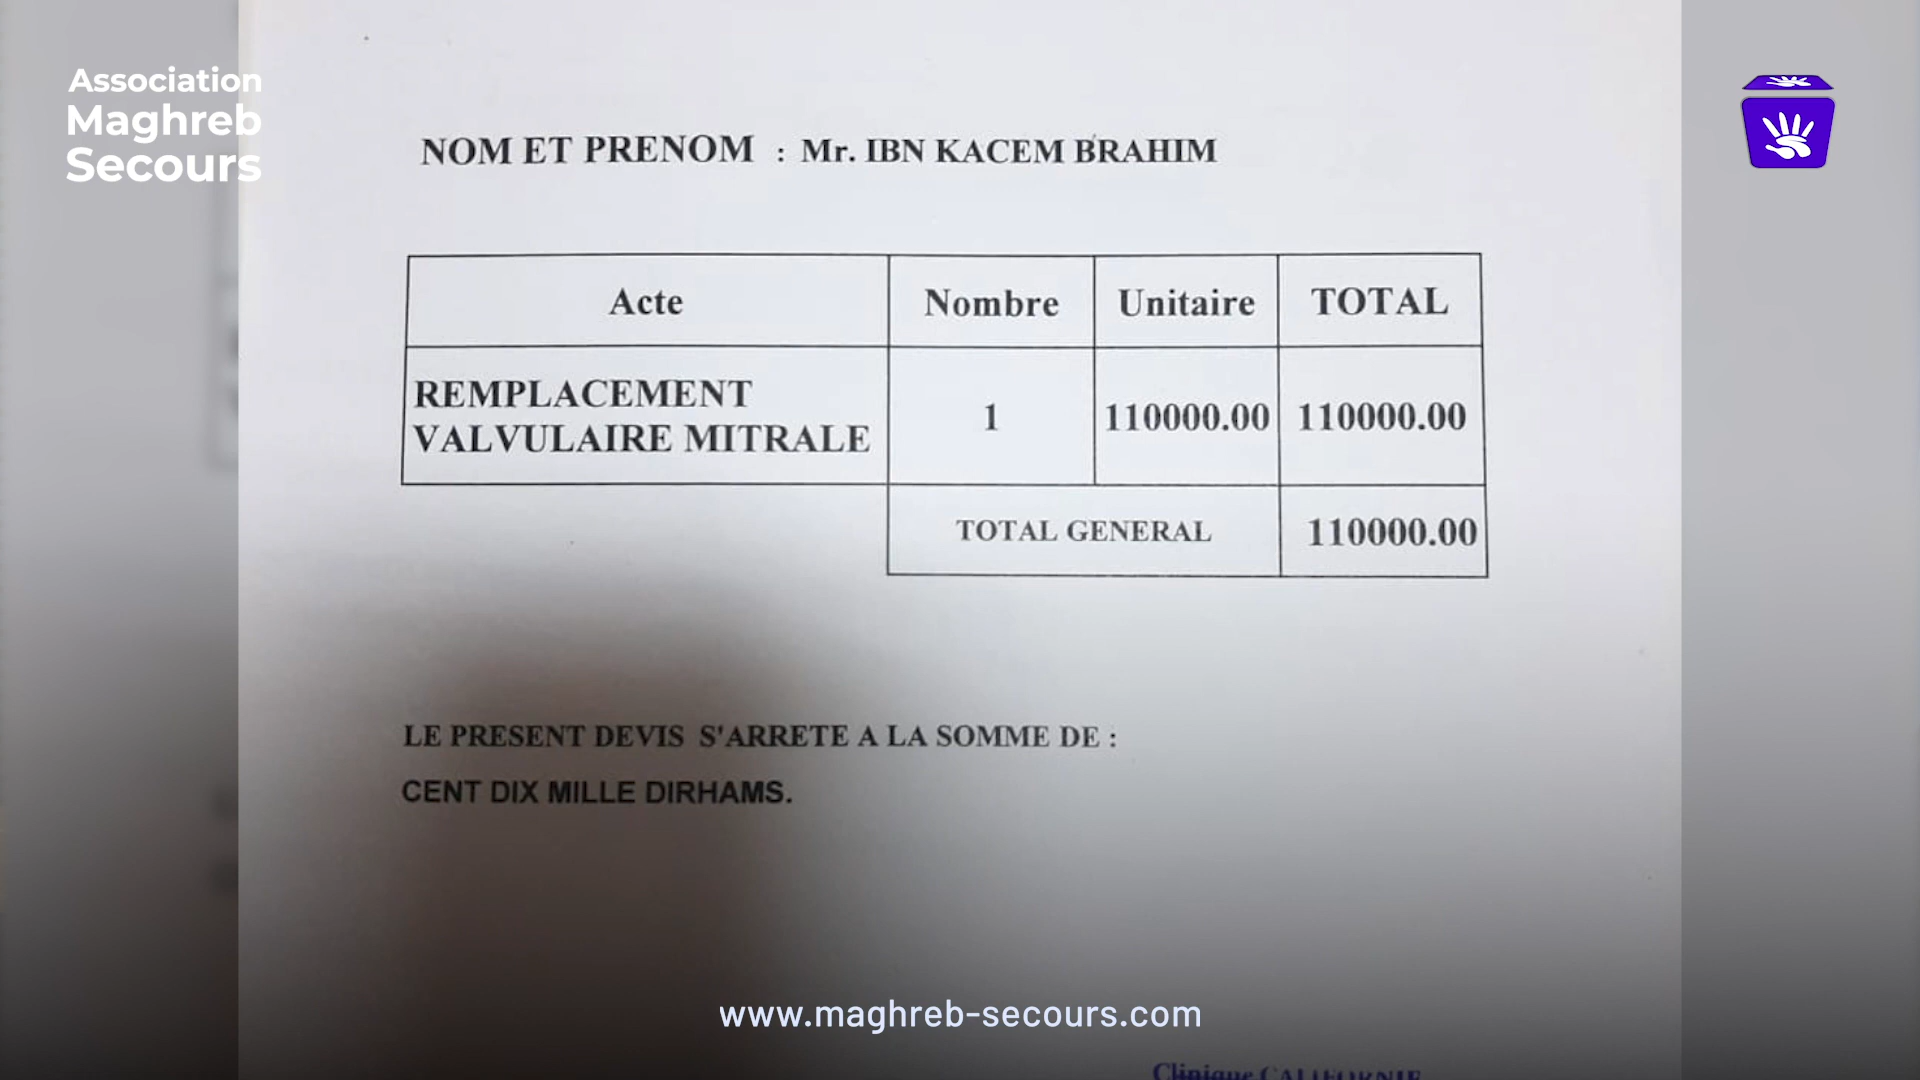 Association
Maghreb
Secours
NOM ET PRENOM : Mr. IBN KACEM BRAHIM
Acte Nombre Unitaire TOTAL
REMPLACEMENT
VALVULAIRE MITRALE 1 110000.00 110000.00
TOTAL GENERAL 110000.00
LE PRESENT DEVIS S'ARRETE A LA SOMME DE :
CENT DIX MILLE DIRHAMS.
www.maghreb-secours.com
Clinique CALIFORNIE